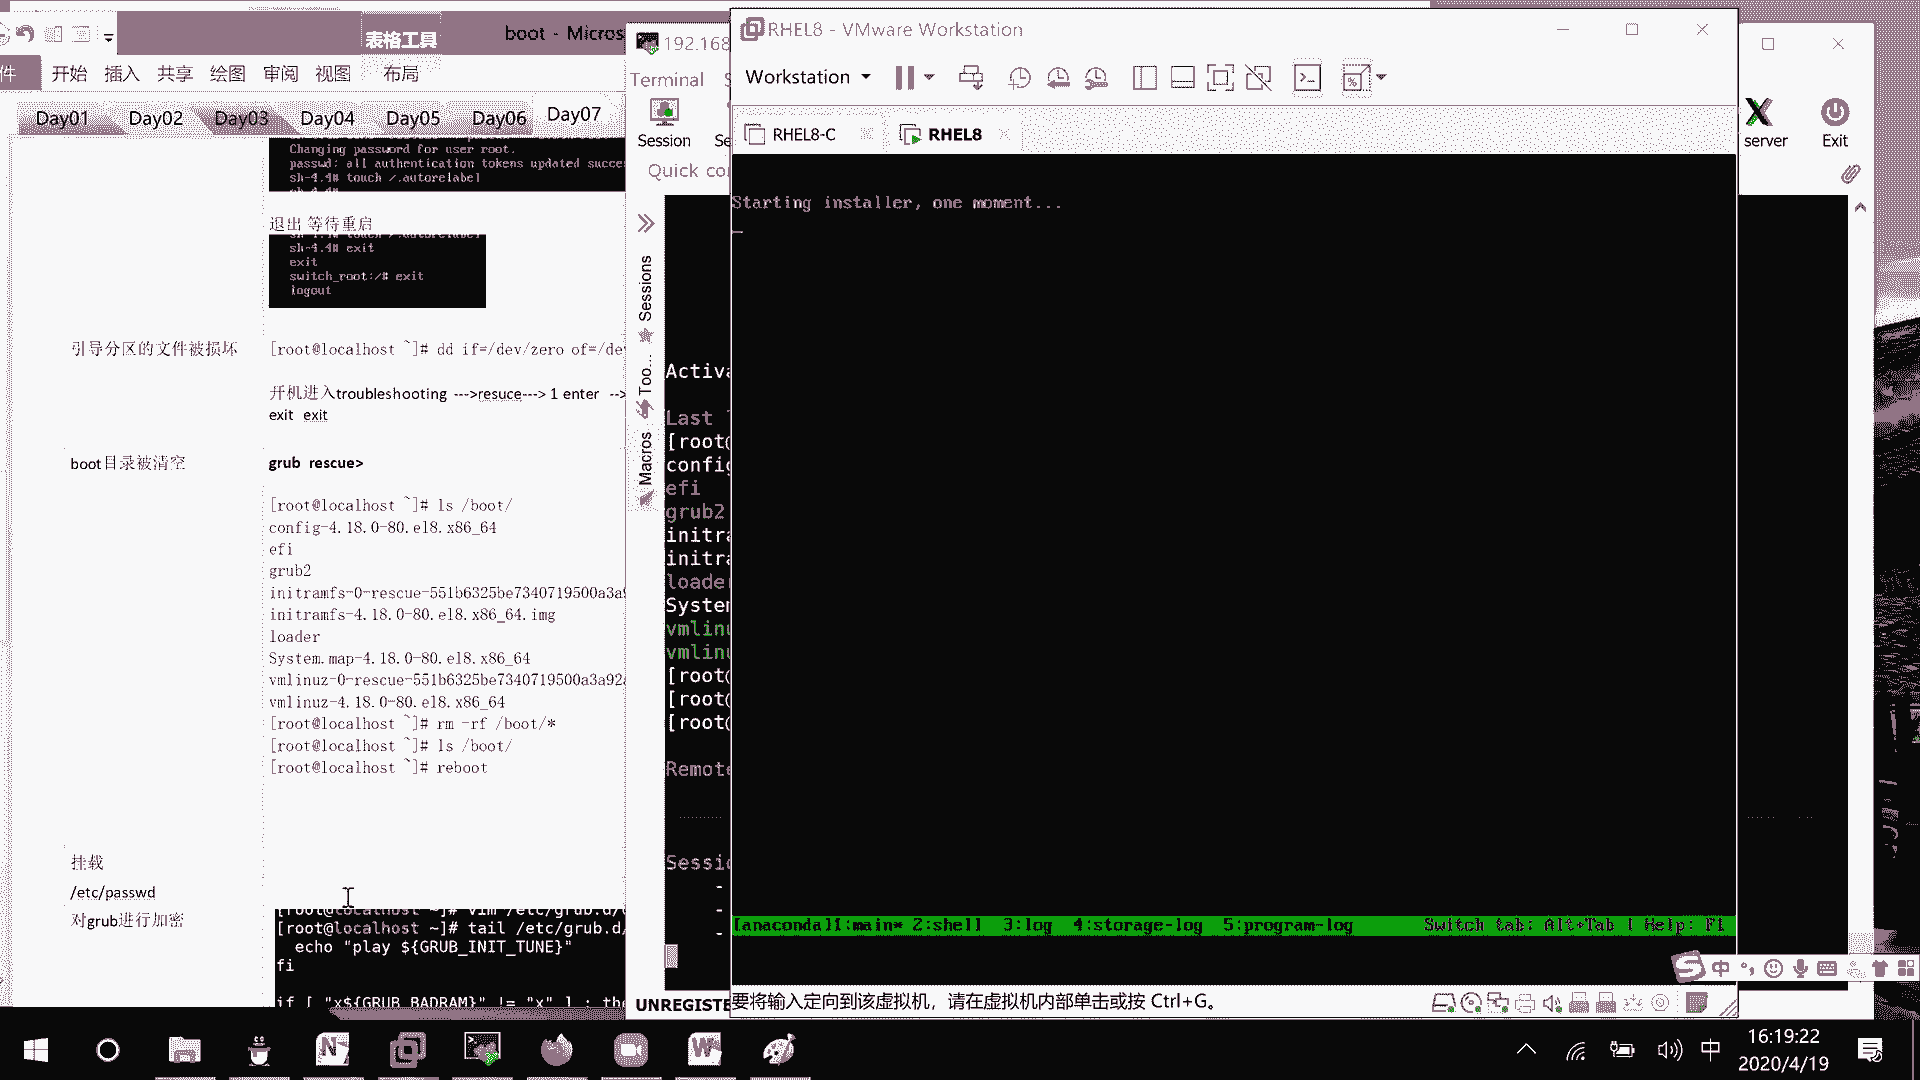 表格工具
boot - Micros
件 开始 插入 共享 绘图 审阅 视图 布局
Day01 Day02 Day03 Day04 Day05 Day06 Day07
Changing password for user root.
passwd: all authentication tokens updated succe
sh-4.4# touch /.autorelabel
退出 等待重启
sh-4.4# exit
exit
switch_root:/# exit
logout
引导分区的文件被损坏
[root@localhost ~]# dd if=/dev/zero of=/de
开机进入troubleshooting --->resuce---> 1 enter -->
exit exit
boot目录被清空
grub rescue>
[root@localhost ~]# ls /boot/
config-4.18.0-80.el8.x86_64
efi
grub2
initramfs-0-rescue-551b6325be7340719500a3a9
initramfs-4.18.0-80.el8.x86_64.img
loader
System.map-4.18.0-80.el8.x86_64
vmlinuz-0-rescue-551b6325be7340719500a3a92
vmlinuz-4.18.0-80.el8.x86_64
[root@localhost ~]# rm -rf /boot/*
[root@localhost ~]# ls /boot/
[root@localhost ~]# reboot
挂载
/etc/passwd
对grub进行加密
[root@localhost ~]# vim /etc/grub.d/
[root@localhost ~]# tail /etc/grub.d/
echo "play ${GRUB_INIT_TUNE}"
fi
if [ "x${GRUB_BADRAM}" != "x" ] ; the
192.168
Terminal
Session
Quick co
Sessions
Too...
Macros
Activa
Last
[root@
config
efi
grub2
initra
initra
loader
System
vmlinu
vmlinu
[root@
[root@
[root@
Remote
Sessio
UNREGISTE
RHEL8 - VMware Workstation
Workstation
RHEL8-C RHEL8
Starting installer, one moment...
[anaconda]1:main* 2:shell 3:log 4:storage-log 5:program-log Switch tab: Alt+Tab | Help: F1
要将输入定向到该虚拟机，请在虚拟机内部单击或按 Ctrl+G。
server
Exit
中
中
16:19:22
2020/4/19